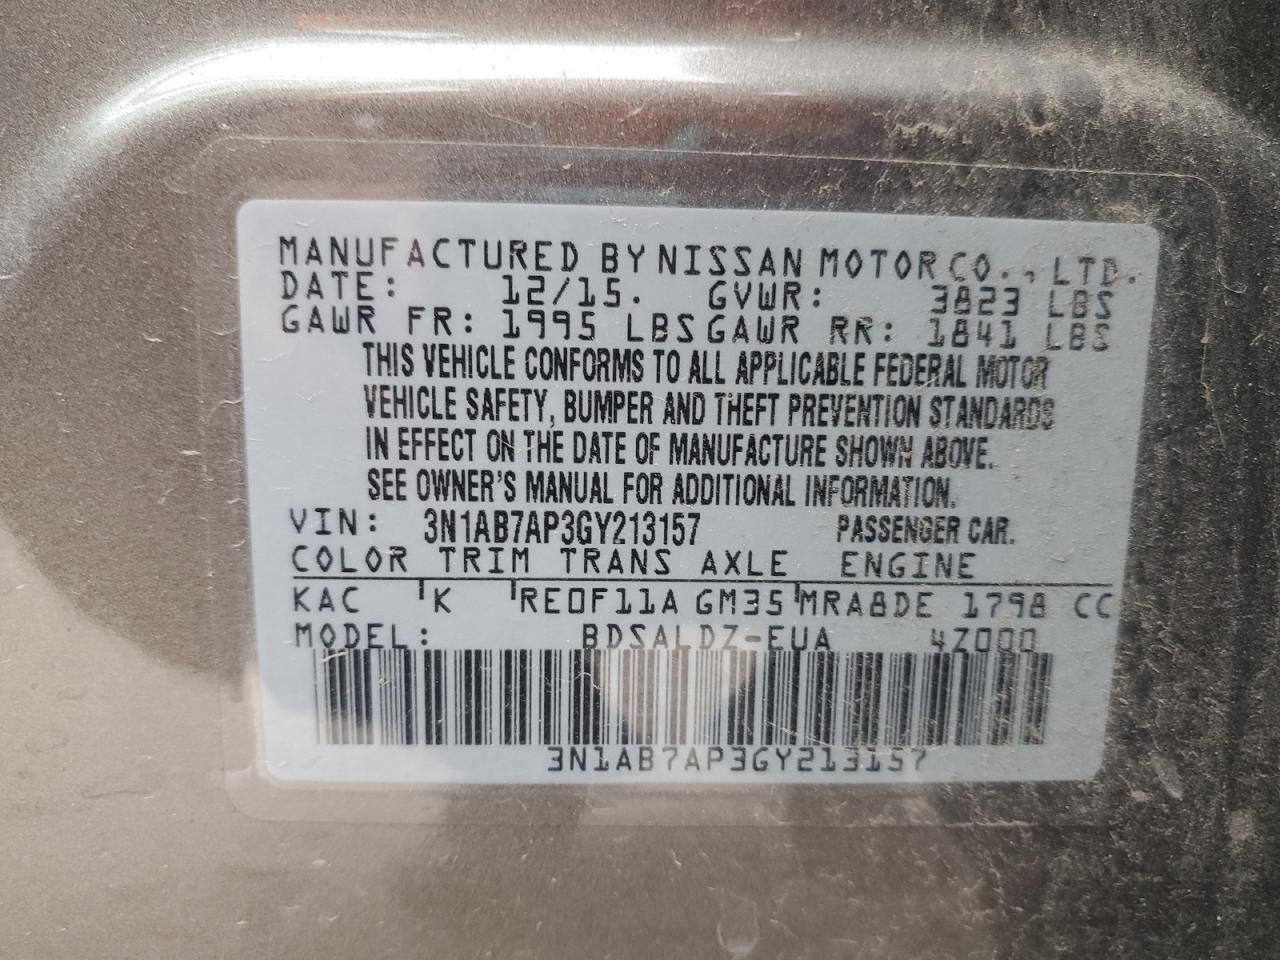 MANUFACTURED BY NISSAN MOTOR CO., LTD.
DATE: 12/15. GVWR: 3823 LBS
GAWR FR: 1995 LBS GAWR RR: 1841 LBS
THIS VEHICLE CONFORMS TO ALL APPLICABLE FEDERAL MOTOR
VEHICLE SAFETY, BUMPER AND THEFT PREVENTION STANDARDS
IN EFFECT ON THE DATE OF MANUFACTURE SHOWN ABOVE.
SEE OWNER'S MANUAL FOR ADDITIONAL INFORMATION.
VIN: 3N1AB7AP3GY213157 PASSENGER CAR.
COLOR TRIM TRANS AXLE ENGINE
KAC K RE0F11A GM35 MRA8DE 1798 CC
MODEL: BDSALDZ-EUA 4Z000
3N1AB7AP3GY213157